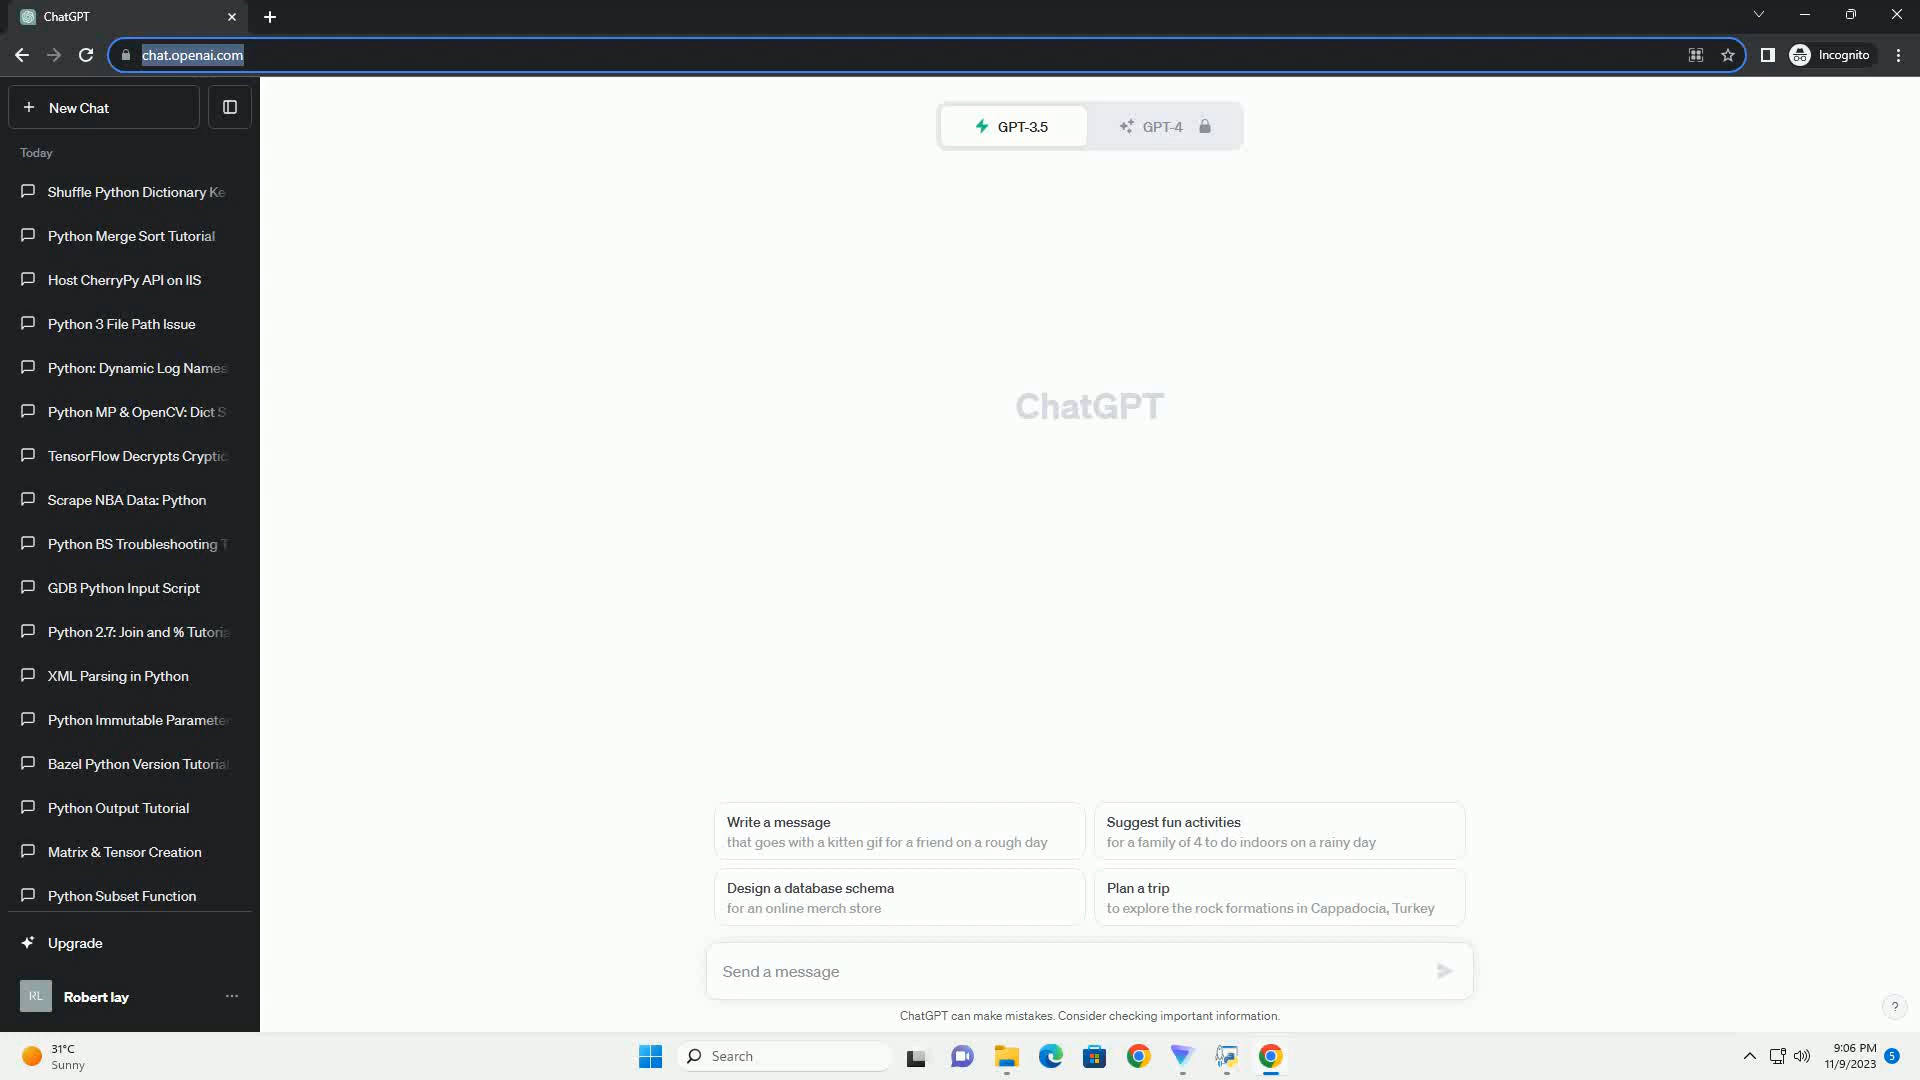 ChatGPT
chat.openai.com
Incognito
New Chat
Today
Shuffle Python Dictionary Ke
Python Merge Sort Tutorial
Host CherryPy API on IIS
Python 3 File Path Issue
Python: Dynamic Log Names
Python MP & OpenCV: Dict S
TensorFlow Decrypts Cryptic
Scrape NBA Data: Python
Python BS Troubleshooting T
GDB Python Input Script
Python 2.7: Join and % Tutoria
XML Parsing in Python
Python Immutable Parameter
Bazel Python Version Tutorial
Python Output Tutorial
Matrix & Tensor Creation
Python Subset Function
Upgrade
RL
Robert lay
GPT-3.5
GPT-4
ChatGPT
Write a message
that goes with a kitten gif for a friend on a rough day
Suggest fun activities
for a family of 4 to do indoors on a rainy day
Design a database schema
for an online merch store
Plan a trip
to explore the rock formations in Cappadocia, Turkey
Send a message
ChatGPT can make mistakes. Consider checking important information.
?
31°C
Sunny
Search
9:06 PM
11/9/2023
5